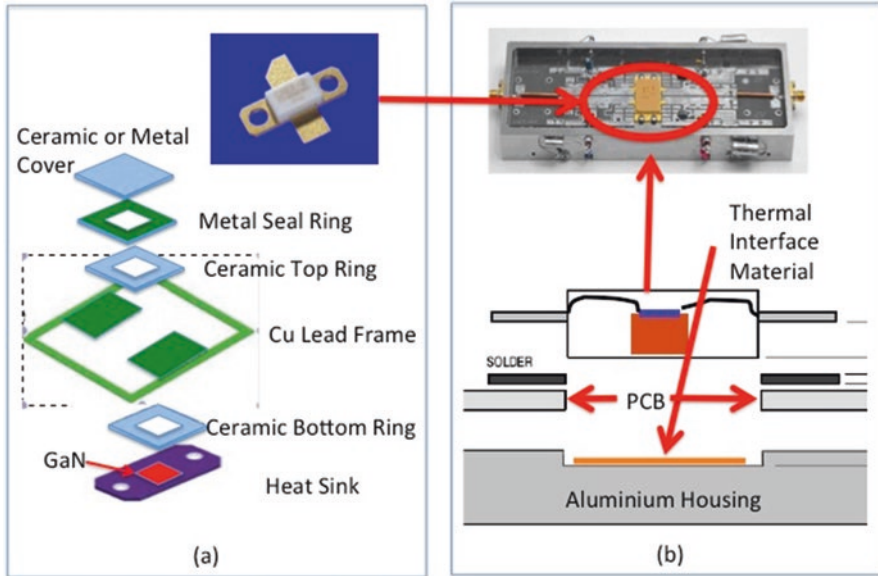 Ceramic or Metal
Cover
Metal Seal Ring
Ceramic Top Ring
Cu Lead Frame
Ceramic Bottom Ring
GaN
Heat Sink
(a)
Thermal
Interface
Material
SOLDER
PCB
Aluminium Housing
(b)